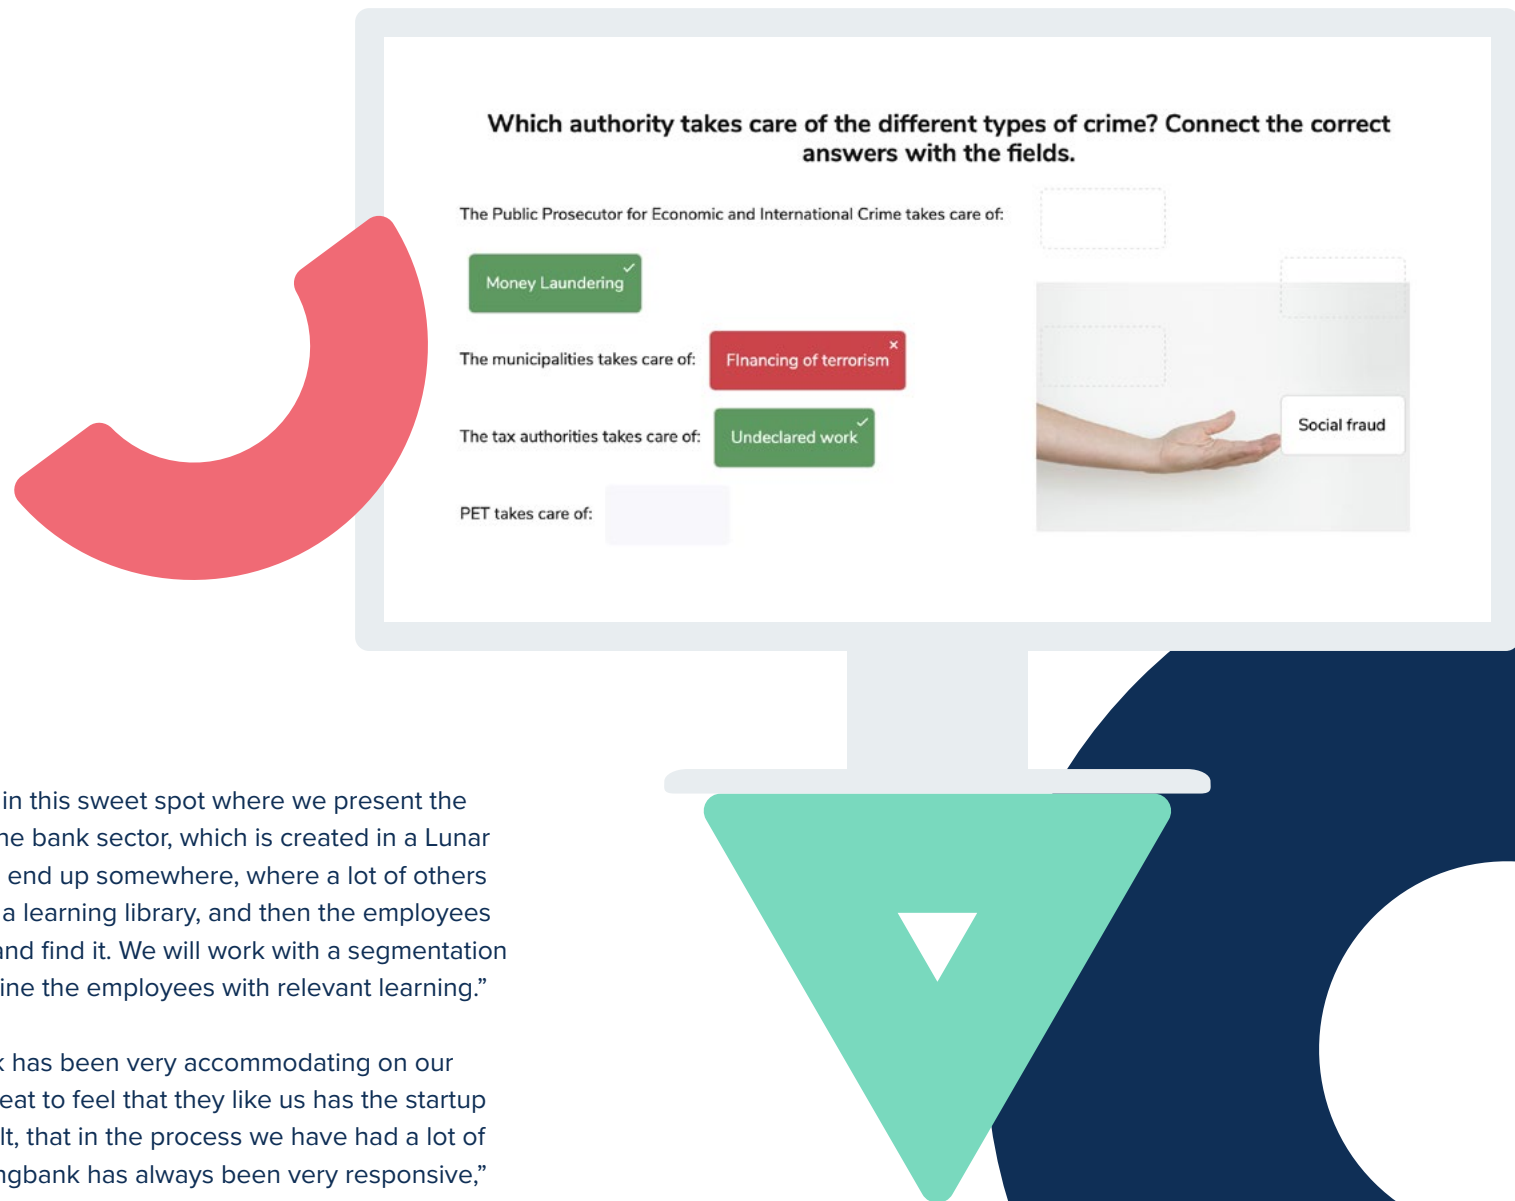 Which authority takes care of the different types of crime? Connect the correct
answers with the fields.
The Public Prosecutor for Economic and International Crime takes care of:
Money Laundering
The municipalities takes care of:
FInancing of terrorism
The tax authorities takes care of:
Undeclared work
PET takes care of:
Social fraud
in this sweet spot where we present the
ne bank sector, which is created in a Lunar
end up somewhere, where a lot of others
a learning library, and then the employees
and find it. We will work with a segmentation
ine the employees with relevant learning.”
has been very accommodating on our
eat to feel that they like us has the startup
lt, that in the process we have had a lot of
ngbank has always been very responsive,”